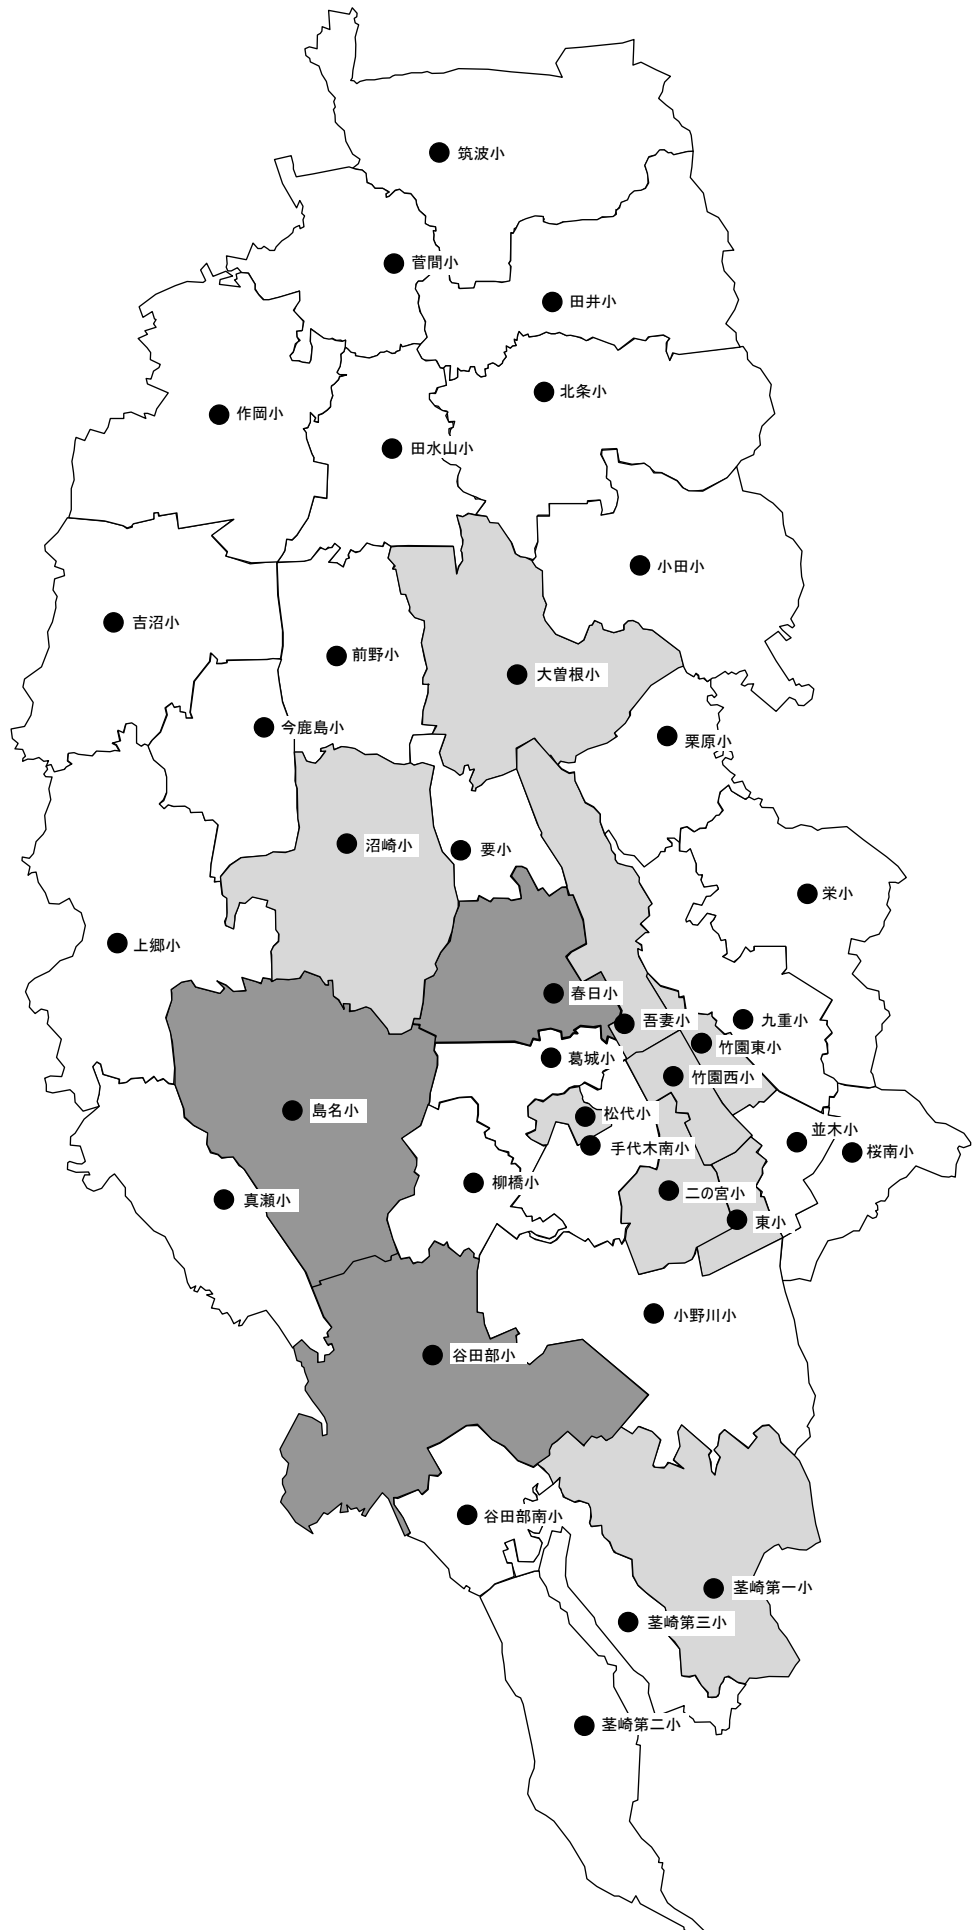 筑波小
菅間小
田井小
北条小
作岡小
田水山小
小田小
吉沼小
前野小
大曽根小
今鹿島小
栗原小
沼崎小
要小
栄小
上郷小
春日小
吾妻小
九重小
竹園東小
葛城小
竹園西小
島名小
松代小
並木小
手代木南小
桜南小
柳橋小
二の宮小
真瀬小
東小
小野川小
谷田部小
谷田部南小
茎崎第一小
茎崎第三小
茎崎第二小